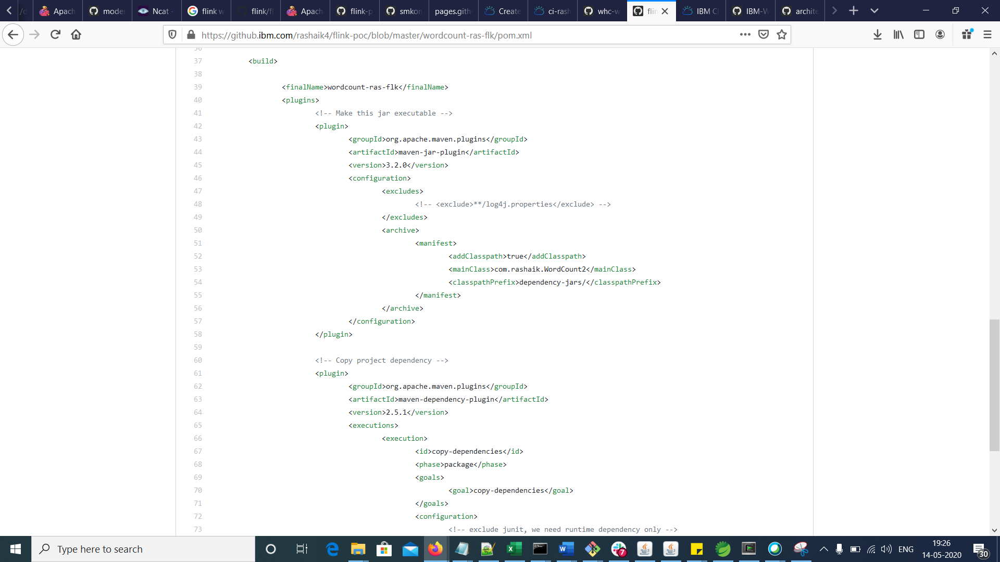 Apach
moder
Ncat -
flink w
flink/fl
Apach
flink-p
smkon
pages.gith
Create
ci-rash
whc-w
flin
IBM Cl
IBM-W
archite
https://github.ibm.com/rashaik4/flink-poc/blob/master/wordcount-ras-flk/pom.xml
36
37 <build>
38
39 <finalName>wordcount-ras-flk</finalName>
40 <plugins>
41 <!-- Make this jar executable -->
42 <plugin>
43 <groupId>org.apache.maven.plugins</groupId>
44 <artifactId>maven-jar-plugin</artifactId>
45 <version>3.2.0</version>
46 <configuration>
47 <excludes>
48 <!-- <exclude>**/log4j.properties</exclude> -->
49 </excludes>
50 <archive>
51 <manifest>
52 <addClasspath>true</addClasspath>
53 <mainClass>com.rashaik.WordCount2</mainClass>
54 <classpathPrefix>dependency-jars/</classpathPrefix>
55 </manifest>
56 </archive>
57 </configuration>
58 </plugin>
59
60 <!-- Copy project dependency -->
61 <plugin>
62 <groupId>org.apache.maven.plugins</groupId>
63 <artifactId>maven-dependency-plugin</artifactId>
64 <version>2.5.1</version>
65 <executions>
66 <execution>
67 <id>copy-dependencies</id>
68 <phase>package</phase>
69 <goals>
70 <goal>copy-dependencies</goal>
71 </goals>
72 <configuration>
73 <!-- exclude junit, we need runtime dependency only -->
Type here to search
7
ENG
19:26
14-05-2020
30